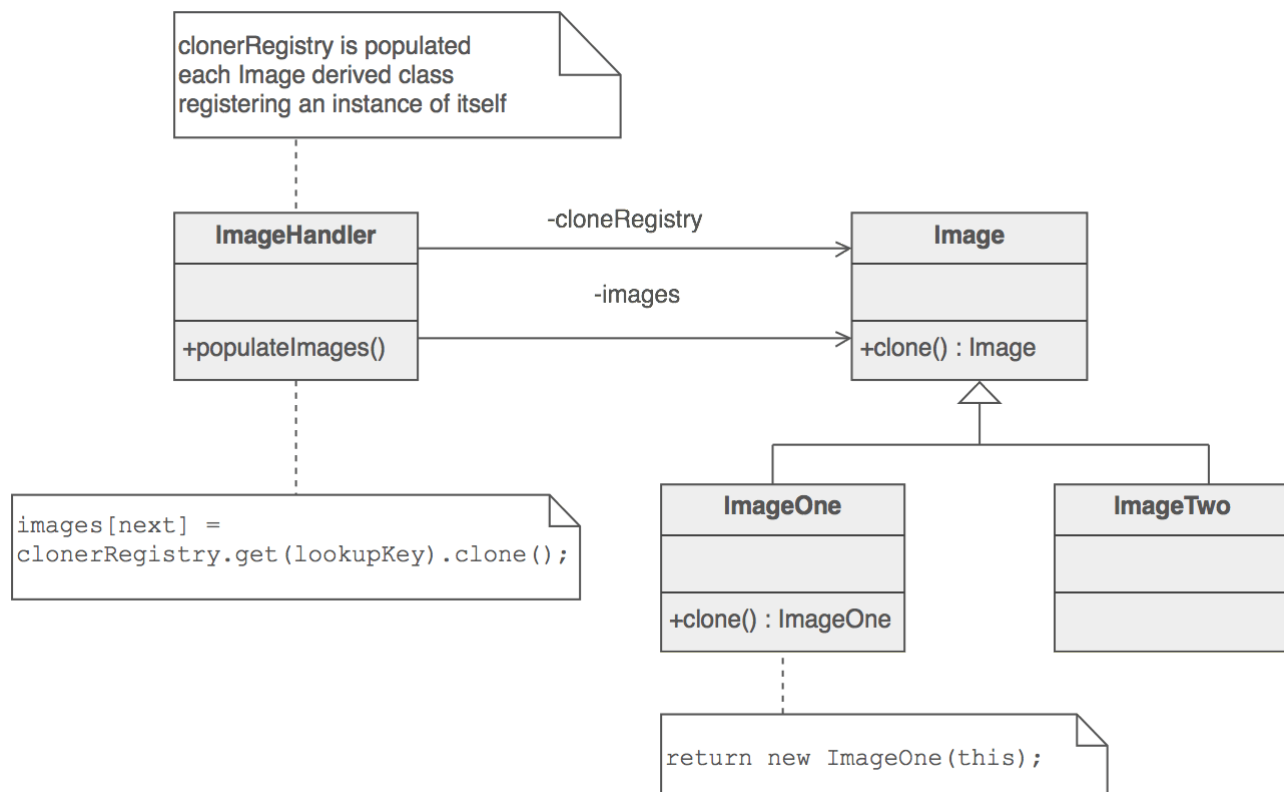 clonerRegistry is populated
each Image derived class
registering an instance of itself
ImageHandler
+populateImages()
-cloneRegistry
-images
Image
+clone() : Image
images[next] =
clonerRegistry.get(lookupKey).clone();
ImageOne
+clone() : ImageOne
ImageTwo
return new ImageOne(this);